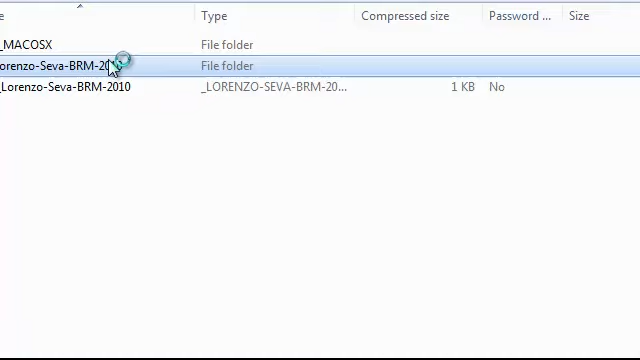 e Type Compressed size Password ... Size
_MACOSX File folder
orenzo-Seva-BRM-20 File folder
_Lorenzo-Seva-BRM-2010 _LORENZO-SEVA-BRM-20... 1 KB No